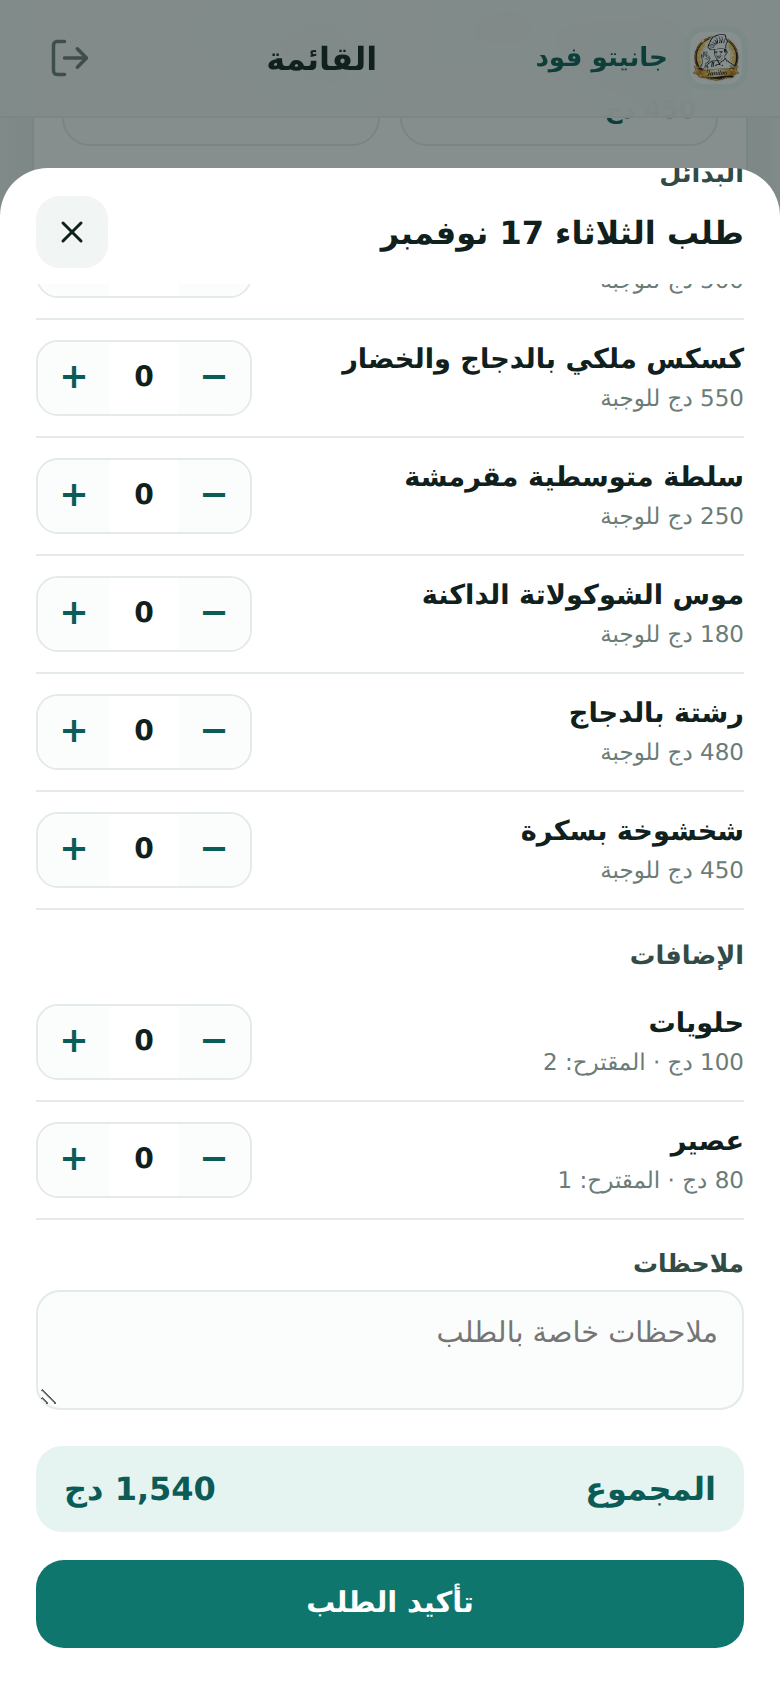 جانيتو فود
القائمة
450 دج
البدائل
طلب الثلاثاء 17 نوفمبر
كسكس ملكي بالدجاج والخضار
550 دج للوجبة
0
سلطة متوسطية مقرمشة
250 دج للوجبة
0
موس الشوكولاتة الداكنة
180 دج للوجبة
0
رشتة بالدجاج
480 دج للوجبة
0
شخشوخة بسكرة
450 دج للوجبة
0
الإضافات
حلويات
100 دج · المقترح: 2
0
عصير
80 دج · المقترح: 1
0
ملاحظات
ملاحظات خاصة بالطلب
المجموع
1,540 دج
تأكيد الطلب